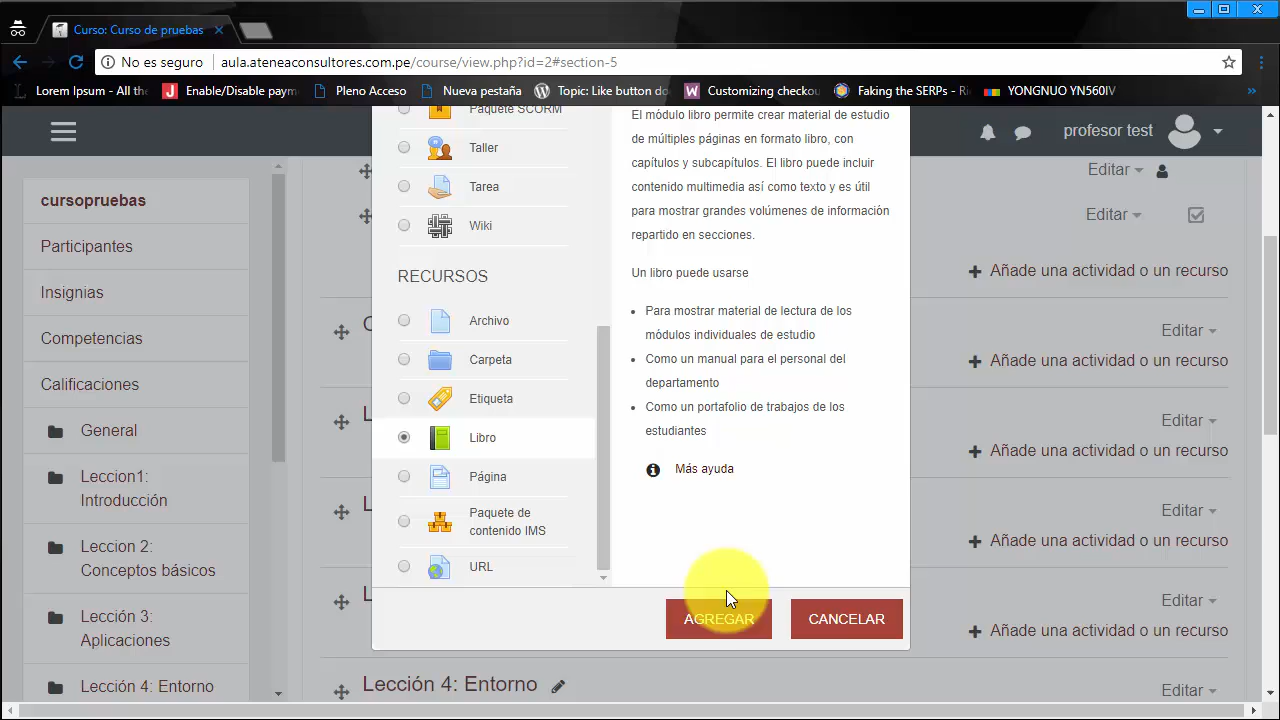 Curso: Curso de pruebas
No es seguro
aula.ateneaconsultores.com.pe/course/view.php?id=2#section-5
Lorem Ipsum - All the
Enable/Disable paym
Pleno Acceso
Nueva pestaña
Topic: Like button do
Customizing checkou
Faking the SERPs - Ri
YONGNUO YN560IV
profesor test
cursopruebas
Participantes
Insignias
Competencias
Calificaciones
General
Leccion1:
Introducción
Leccion 2:
Conceptos básicos
Lección 3:
Aplicaciones
Lección 4: Entorno
Paquete SCORM
Taller
Tarea
Wiki
RECURSOS
Archivo
Carpeta
Etiqueta
Libro
Página
Paquete de
contenido IMS
URL
El módulo libro permite crear material de estudio
de múltiples páginas en formato libro, con
capítulos y subcapítulos. El libro puede incluir
contenido multimedia así como texto y es útil
para mostrar grandes volúmenes de información
repartido en secciones.
Un libro puede usarse
Para mostrar material de lectura de los
módulos individuales de estudio
Como un manual para el personal del
departamento
Como un portafolio de trabajos de los
estudiantes
Más ayuda
AGREGAR
CANCELAR
Editar
Editar
Añade una actividad o un recurso
Editar
Añade una actividad o un recurso
Editar
Añade una actividad o un recurso
Editar
Añade una actividad o un recurso
Editar
Añade una actividad o un recurso
Lección 4: Entorno
Editar